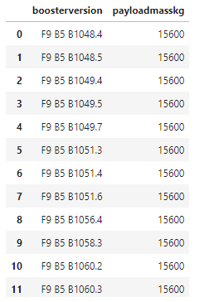 boosterversion payloadmasskg
0 F9 B5 B1048.4 15600
1 F9 B5 B1048.5 15600
2 F9 B5 B1049.4 15600
3 F9 B5 B1049.5 15600
4 F9 B5 B1049.7 15600
5 F9 B5 B1051.3 15600
6 F9 B5 B1051.4 15600
7 F9 B5 B1051.6 15600
8 F9 B5 B1056.4 15600
9 F9 B5 B1058.3 15600
10 F9 B5 B1060.2 15600
11 F9 B5 B1060.3 15600